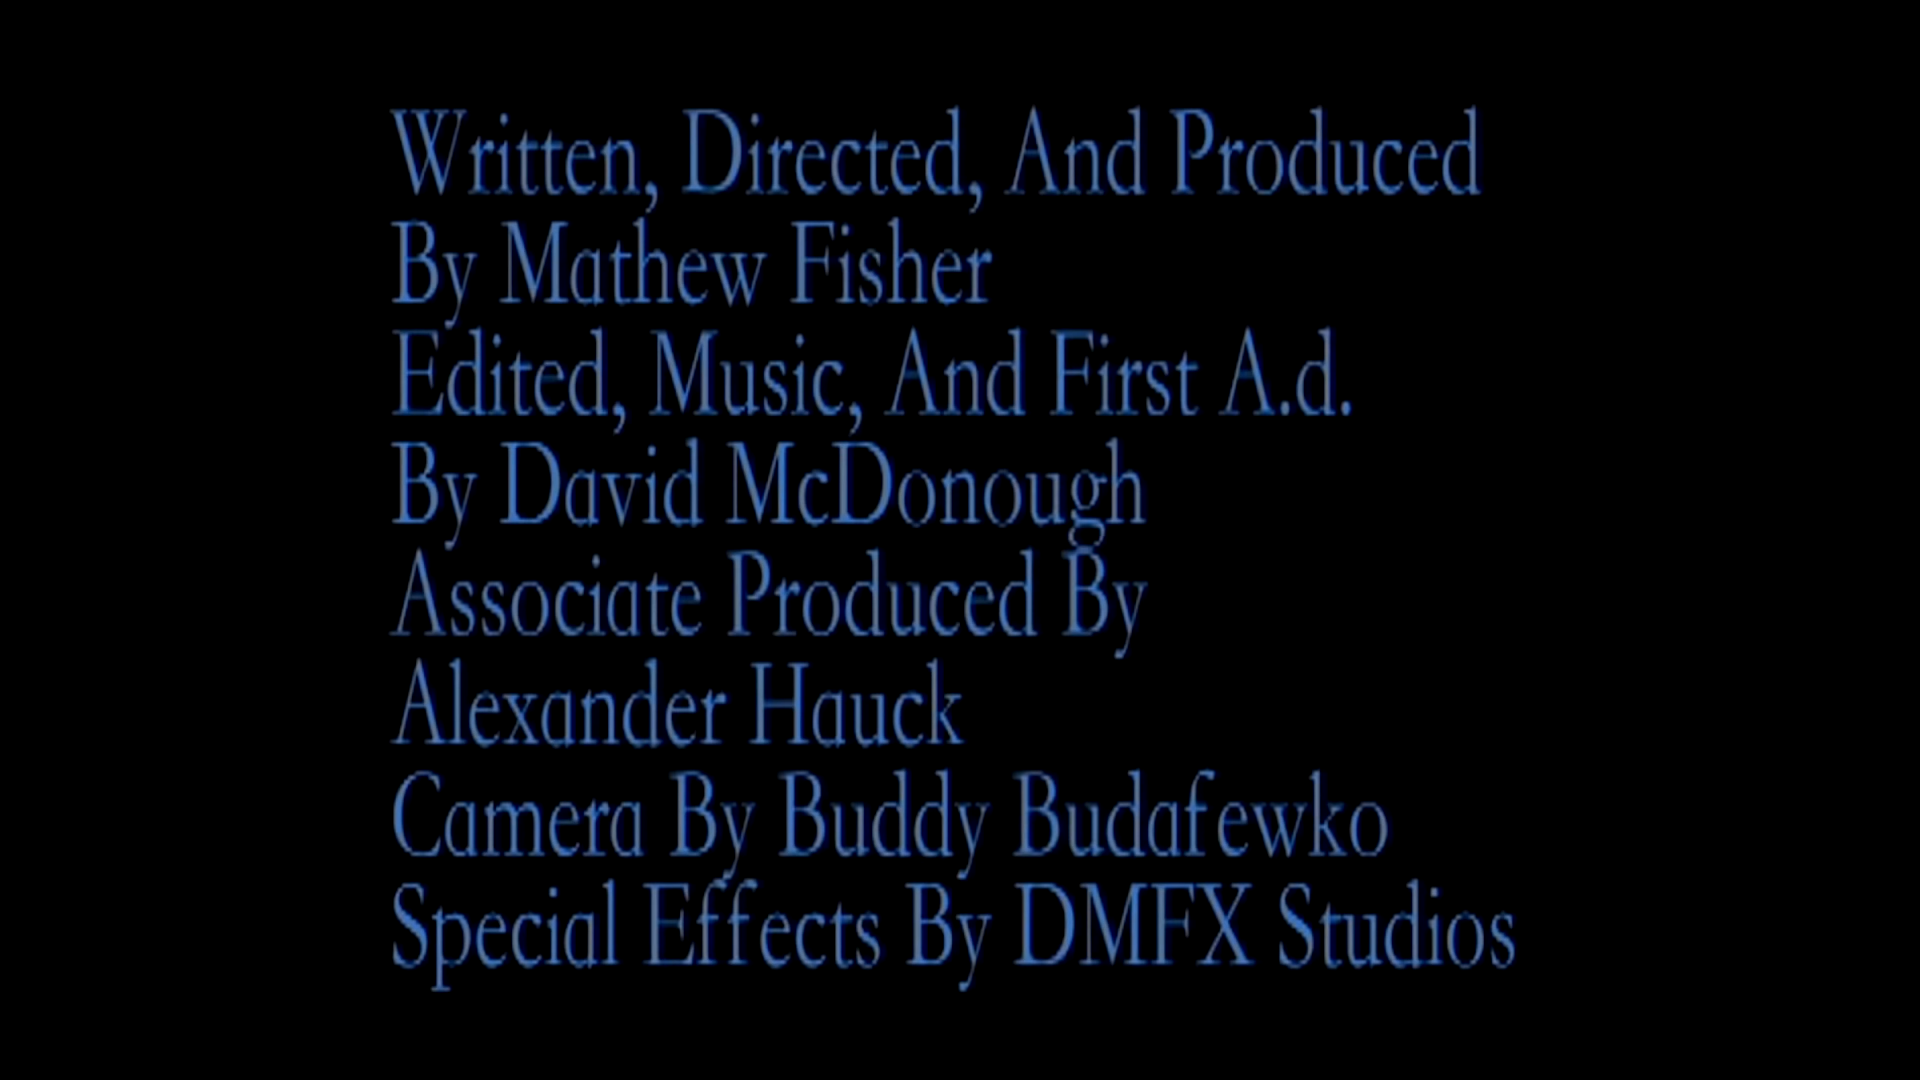 Written, Directed, And Produced
By Mathew Fisher
Edited, Music, And First A.d.
By David McDonough
Associate Produced By
Alexander Hauck
Camera By Buddy Budafewko
Special Effects By DMFX Studios